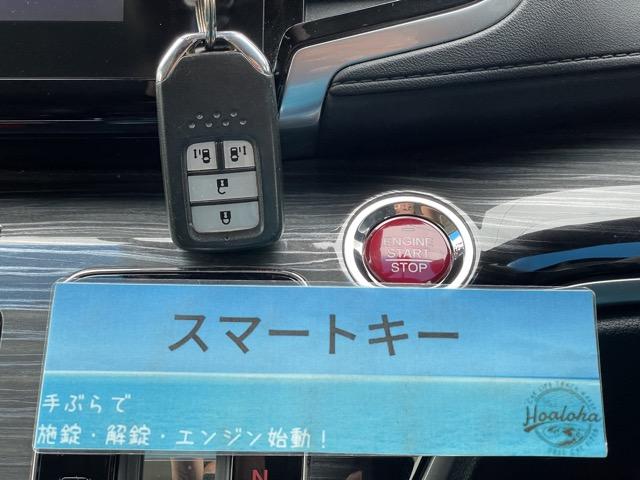 ENGINE
START
STOP
スマートキー
手ぶらで
施錠・解錠・エンジン始動！
Hoaloha
N